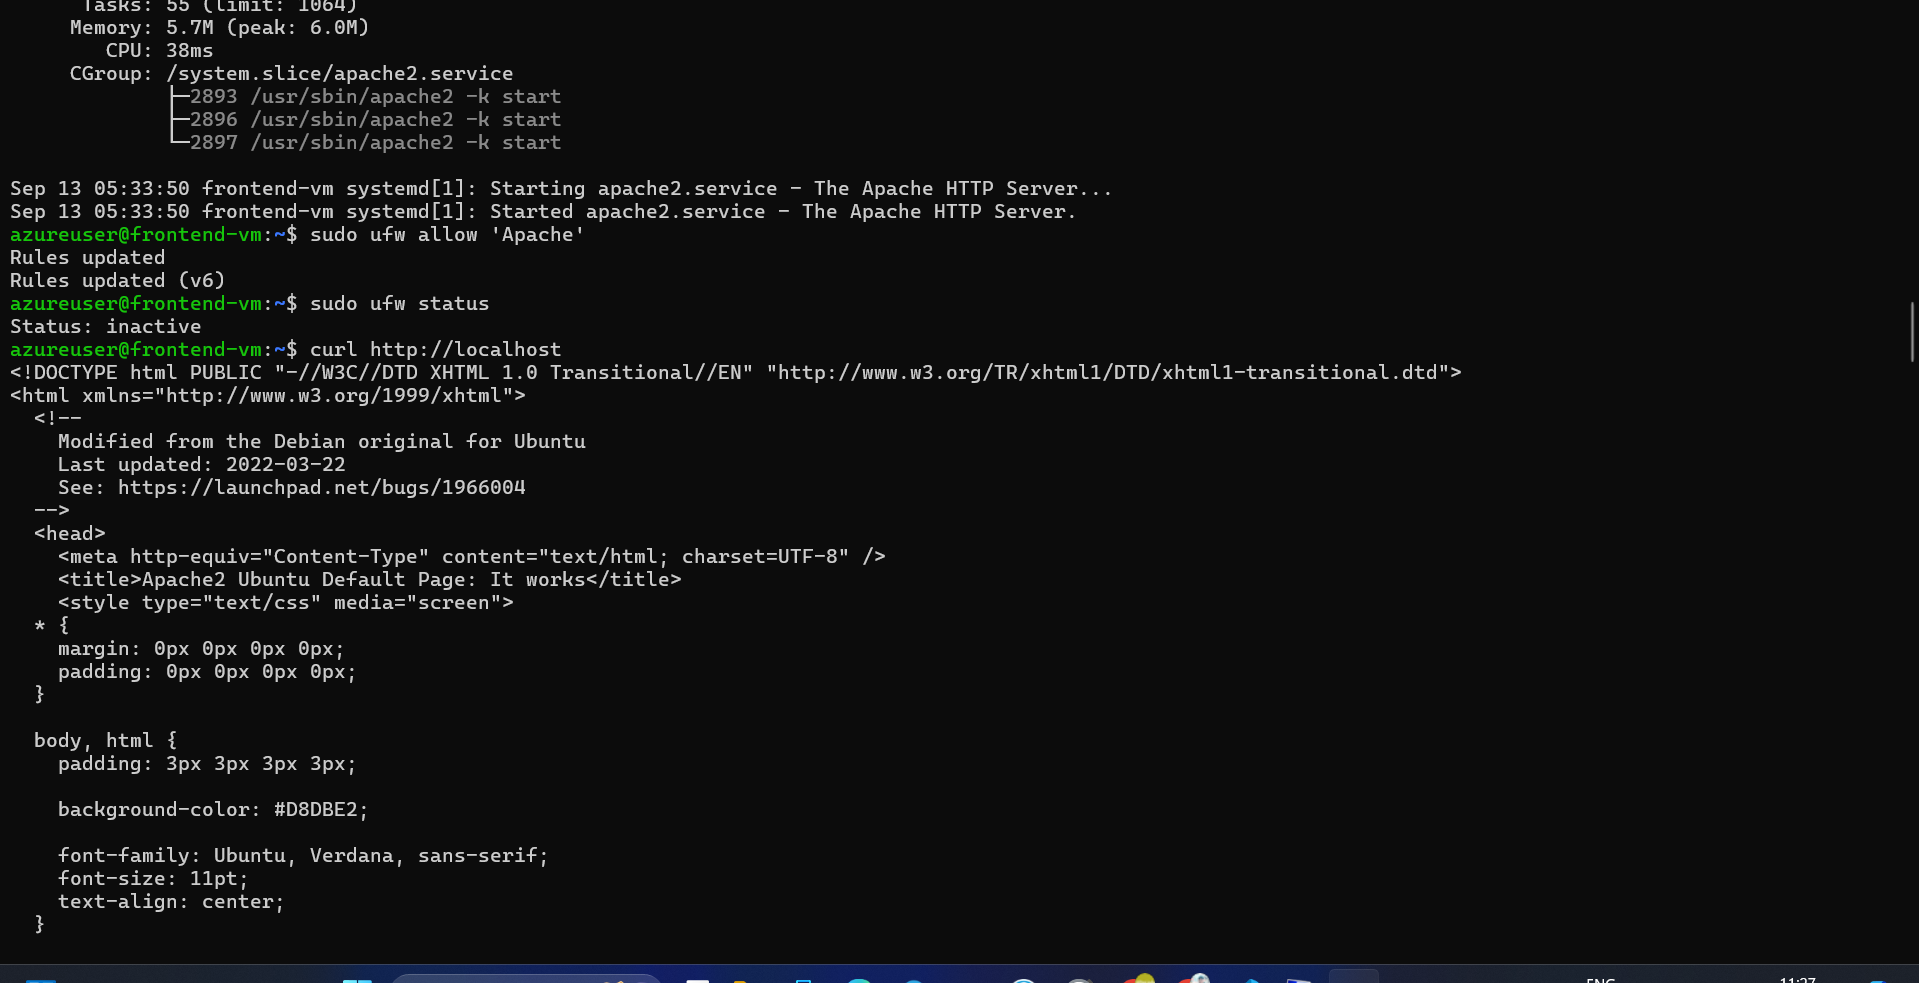 Tasks: 55 (limit: 1064)
Memory: 5.7M (peak: 6.0M)
CPU: 38ms
CGroup: /system.slice/apache2.service
├─2893 /usr/sbin/apache2 -k start
├─2896 /usr/sbin/apache2 -k start
└─2897 /usr/sbin/apache2 -k start
Sep 13 05:33:50 frontend-vm systemd[1]: Starting apache2.service - The Apache HTTP Server...
Sep 13 05:33:50 frontend-vm systemd[1]: Started apache2.service - The Apache HTTP Server.
azureuser@frontend-vm:~$ sudo ufw allow 'Apache'
Rules updated
Rules updated (v6)
azureuser@frontend-vm:~$ sudo ufw status
Status: inactive
azureuser@frontend-vm:~$ curl http://localhost
<!DOCTYPE html PUBLIC "-//W3C//DTD XHTML 1.0 Transitional//EN" "http://www.w3.org/TR/xhtml1/DTD/xhtml1-transitional.dtd">
<html xmlns="http://www.w3.org/1999/xhtml">
  <!--
    Modified from the Debian original for Ubuntu
    Last updated: 2022-03-22
    See: https://launchpad.net/bugs/1966004
  -->
  <head>
    <meta http-equiv="Content-Type" content="text/html; charset=UTF-8" />
    <title>Apache2 Ubuntu Default Page: It works</title>
    <style type="text/css" media="screen">
  * {
    margin: 0px 0px 0px 0px;
    padding: 0px 0px 0px 0px;
  }
  body, html {
    padding: 3px 3px 3px 3px;
    background-color: #D8DBE2;
    font-family: Ubuntu, Verdana, sans-serif;
    font-size: 11pt;
    text-align: center;
  }
ENG
11:27